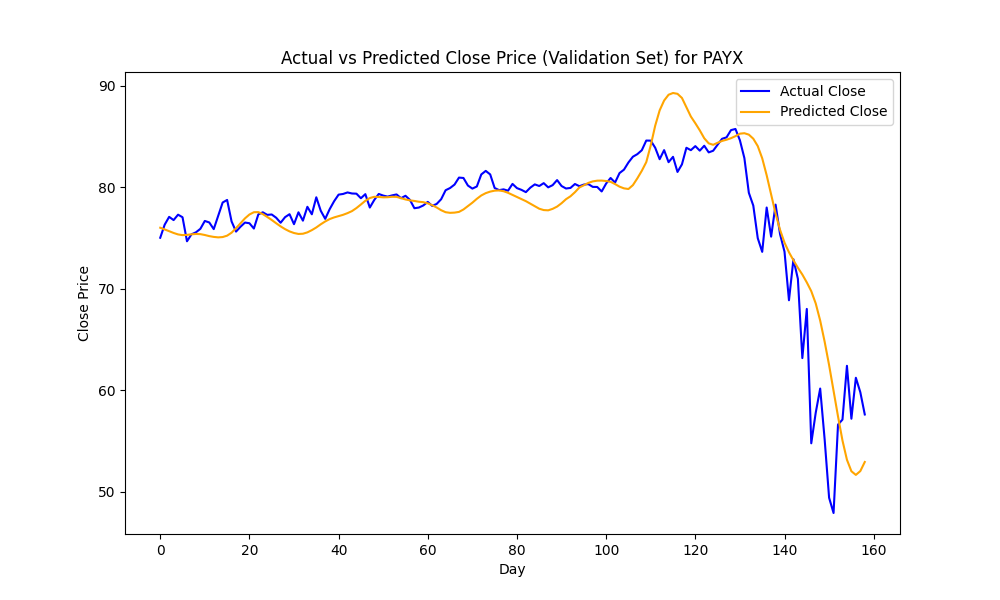 Actual vs Predicted Close Price (Validation Set) for PAYX
Actual Close
Predicted Close
Close Price
90
80
70
60
50
0 20 40 60 80 100 120 140 160
Day